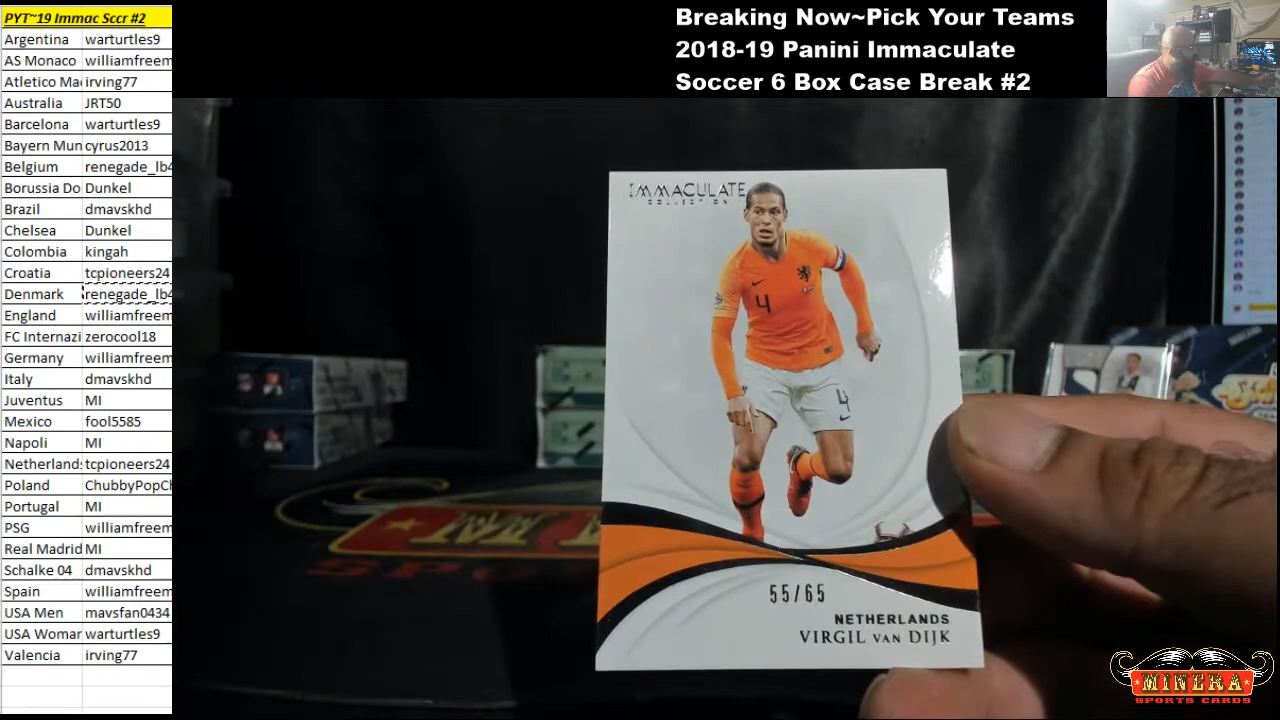 PYT~19 Immac Sccr #2
Argentina warturtles9
AS Monaco williamfreem
Atletico Ma irving77
Australia JRT50
Barcelona warturtles9
Bayern Mun cyrus2013
Belgium renegade_lb4
Borussia Do Dunkel
Brazil dmavskhd
Chelsea Dunkel
Colombia kingah
Croatia tcpioneers24
Denmark renegade_lb4
England williamfreem
FC Internazi zerocool18
Germany williamfreem
Italy dmavskhd
Juventus MI
Mexico fool5585
Napoli MI
Netherland tcpioneers24
Poland ChubbyPopCh
Portugal MI
PSG williamfreem
Real Madrid MI
Schalke 04 dmavskhd
Spain williamfreem
USA Men mavsfan0434
USA Woman warturtles9
Valencia irving77
Breaking Now~Pick Your Teams
2018-19 Panini Immaculate
Soccer 6 Box Case Break #2
IMMACULATE
COLLECTION
4
4
55/65
NETHERLANDS
VIRGIL VAN DIJK
MINERA
SPORTS CARDS